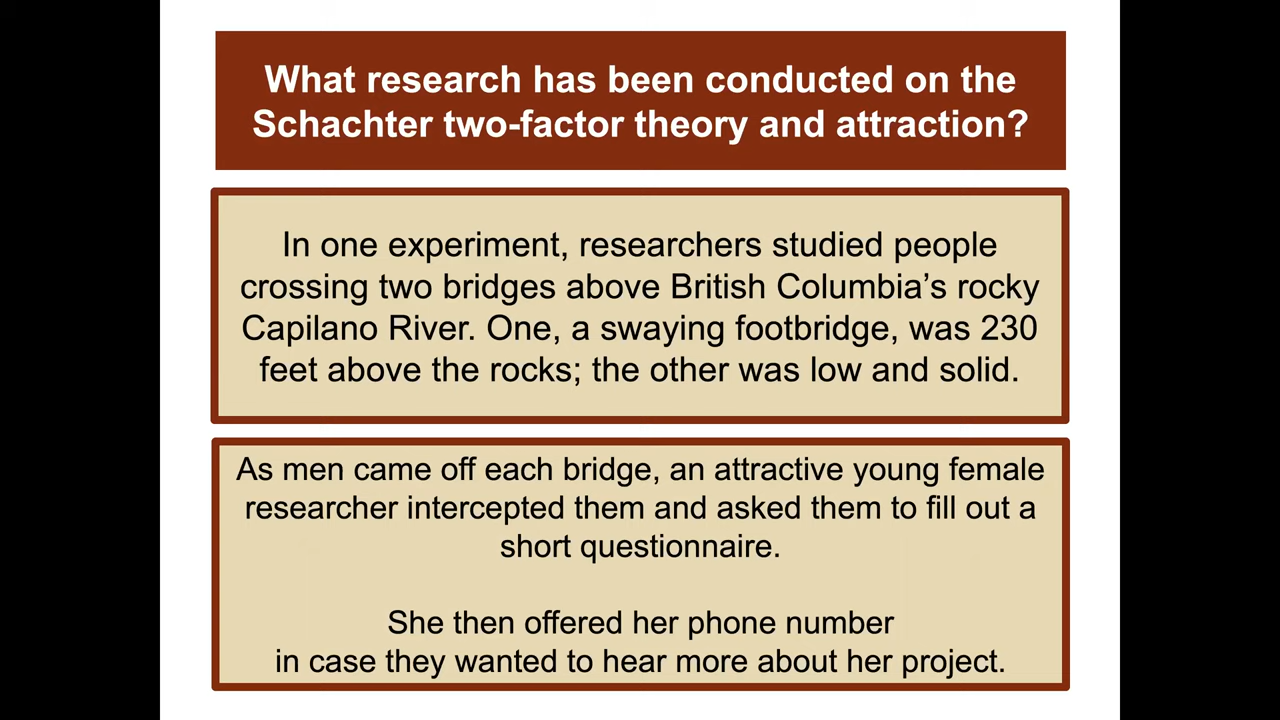 What research has been conducted on the
Schachter two-factor theory and attraction?
In one experiment, researchers studied people
crossing two bridges above British Columbia’s rocky
Capilano River. One, a swaying footbridge, was 230
feet above the rocks; the other was low and solid.
As men came off each bridge, an attractive young female
researcher intercepted them and asked them to fill out a
short questionnaire.
She then offered her phone number
in case they wanted to hear more about her project.